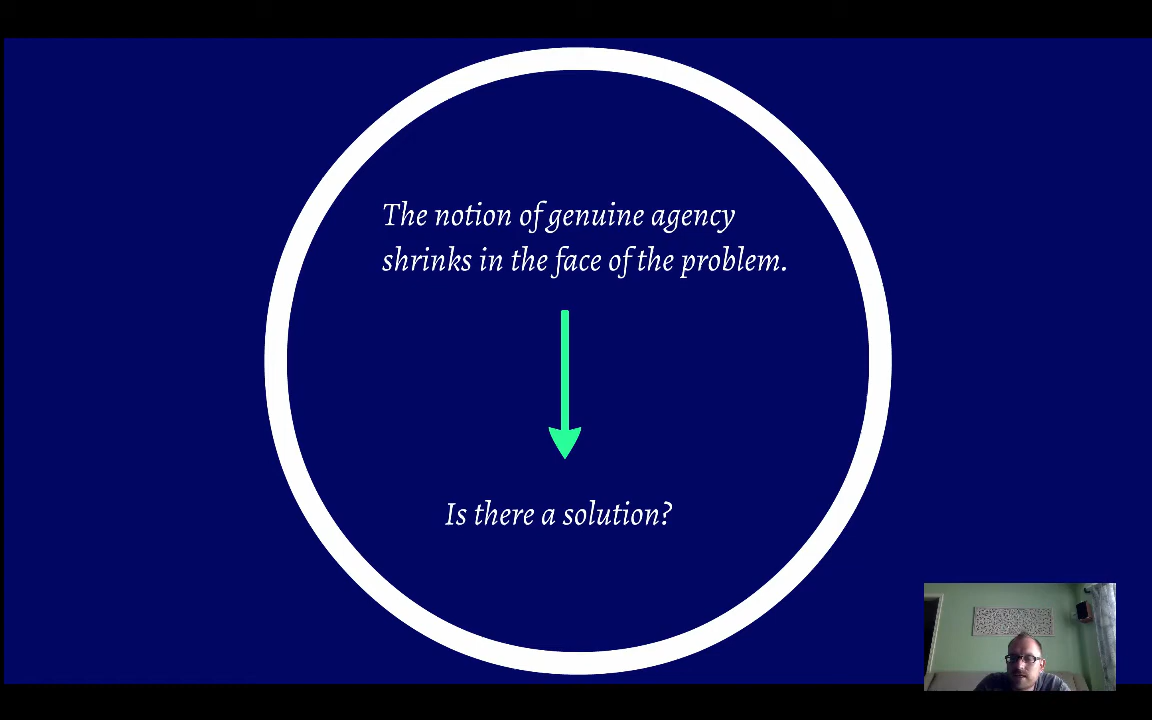 The notion of genuine agency
shrinks in the face of the problem.
Is there a solution?